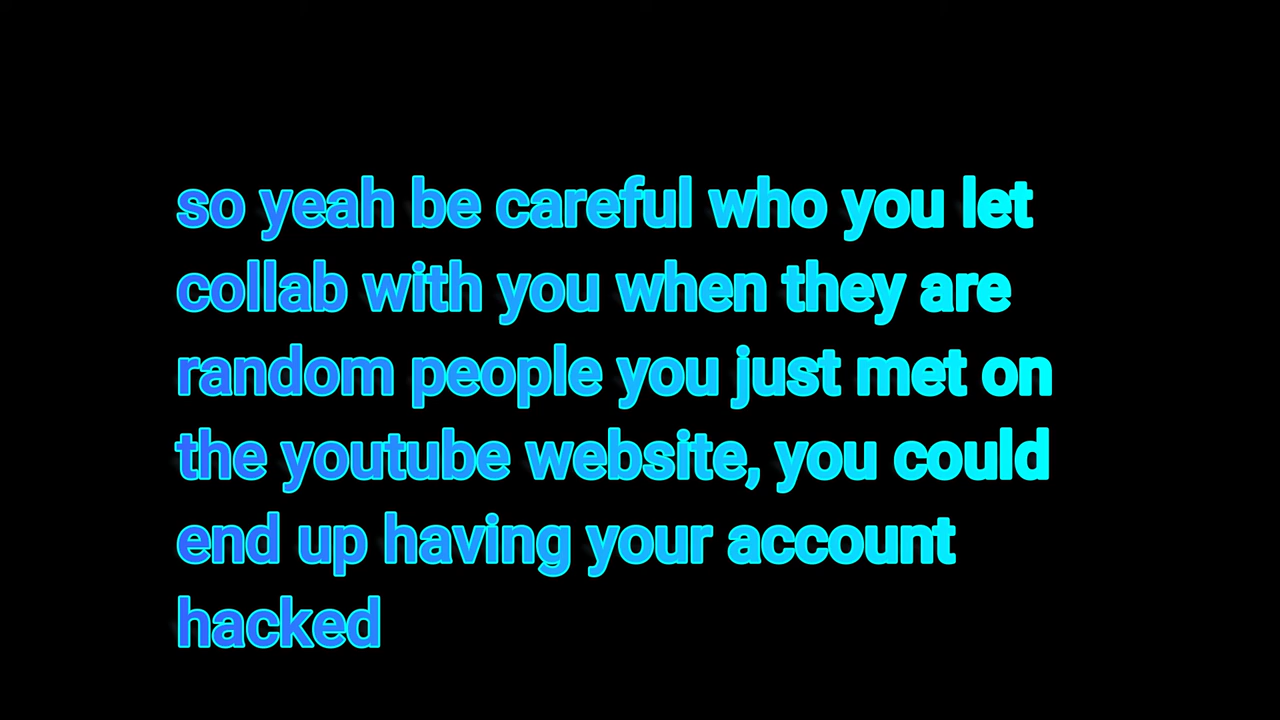 so yeah be careful who you let
collab with you when they are
random people you just met on
the youtube website, you could
end up having your account
hacked